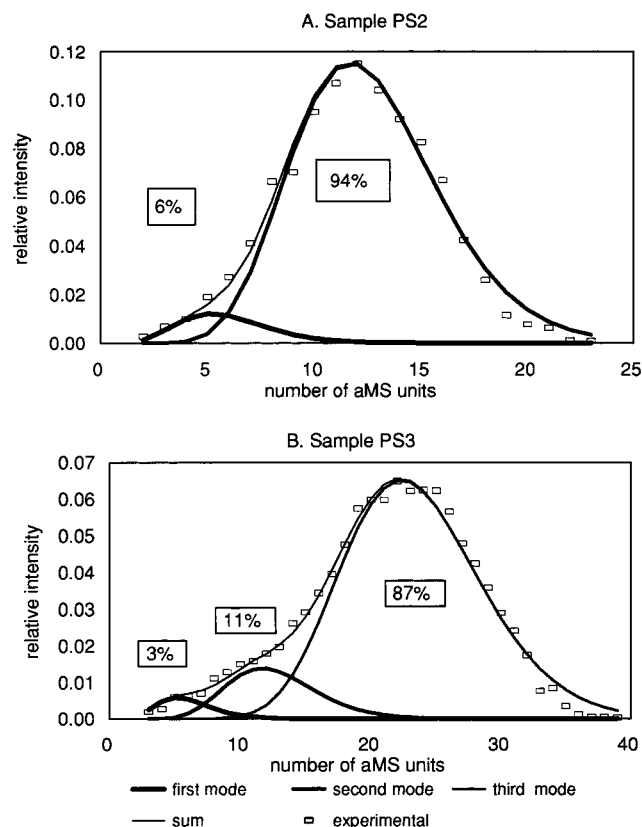 A. Sample PS2
0.12
0.10
0.08
0.06
0.04
0.02
0.00
relative intensity
6%
94%
0 5 10 15 20 25
number of aMS units
B. Sample PS3
0.07
0.06
0.05
0.04
0.03
0.02
0.01
0.00
relative intensity
3%
11%
87%
0 10 20 30 40
number of aMS units
first mode second mode third mode
sum experimental